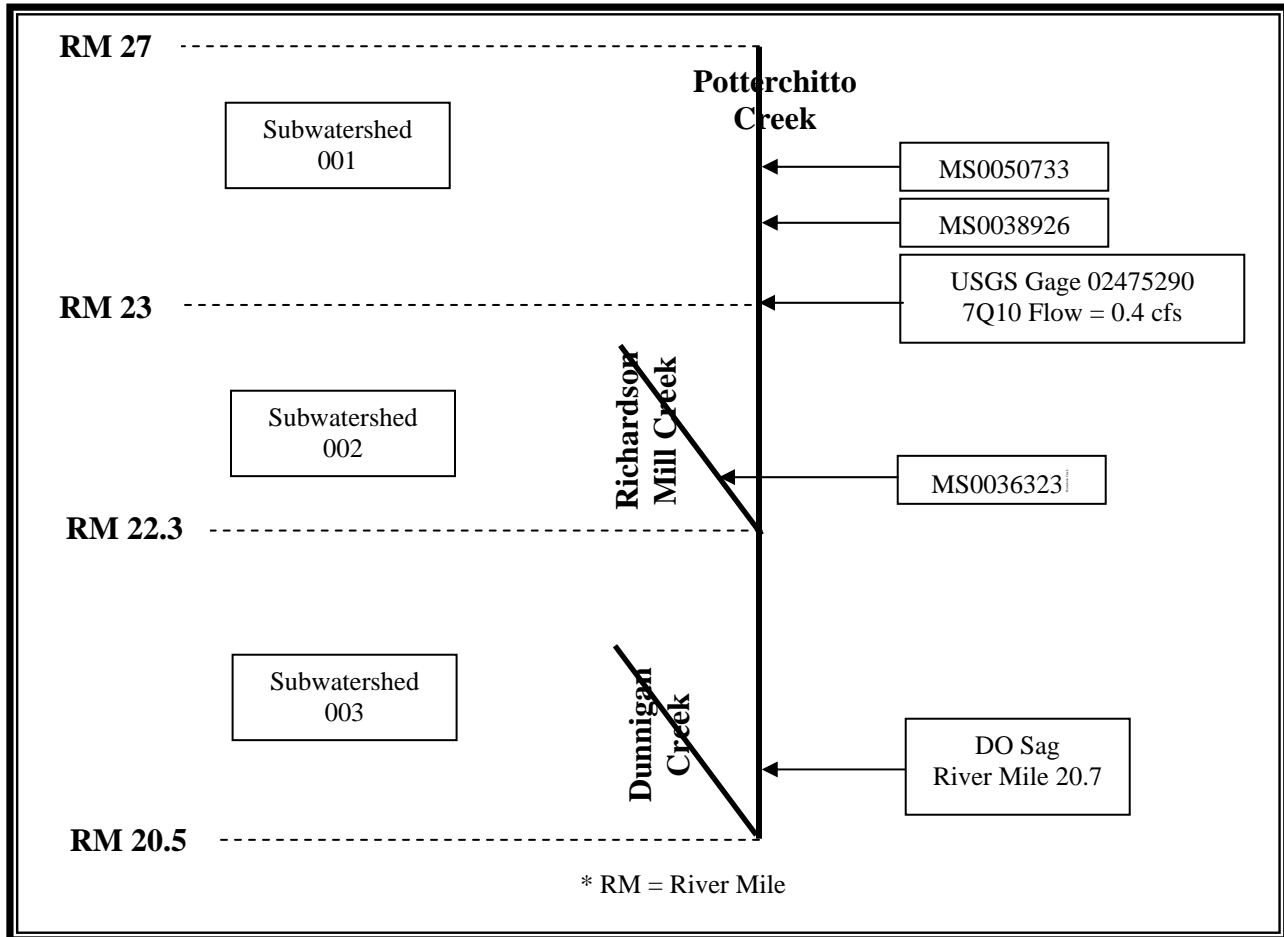 RM 27
Potterchitto
Creek
Subwatershed
001
MS0050733
MS0038926
USGS Gage 02475290
7Q10 Flow = 0.4 cfs
RM 23
Richardson
Mill Creek
Subwatershed
002
MS0036323
RM 22.3
Dunnigan
Creek
Subwatershed
003
DO Sag
River Mile 20.7
RM 20.5
* RM = River Mile